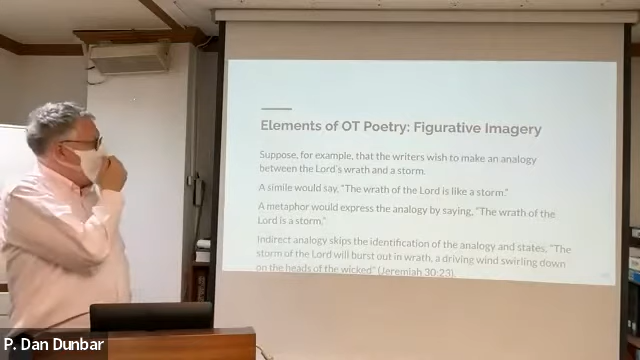 Elements of OT Poetry: Figurative Imagery
Suppose, for example, that the writers wish to make an analogy
between the Lord's wrath and a storm.
A simile would say, "The wrath of the Lord is like a storm."
A metaphor would express the analogy by saying, "The wrath of the
Lord is a storm."
Indirect analogy skips the identification of the analogy and states, "The
storm of the Lord will burst out in wrath, a driving wind swirling down
on the heads of the wicked" (Jeremiah 30:23).
P. Dan Dunbar